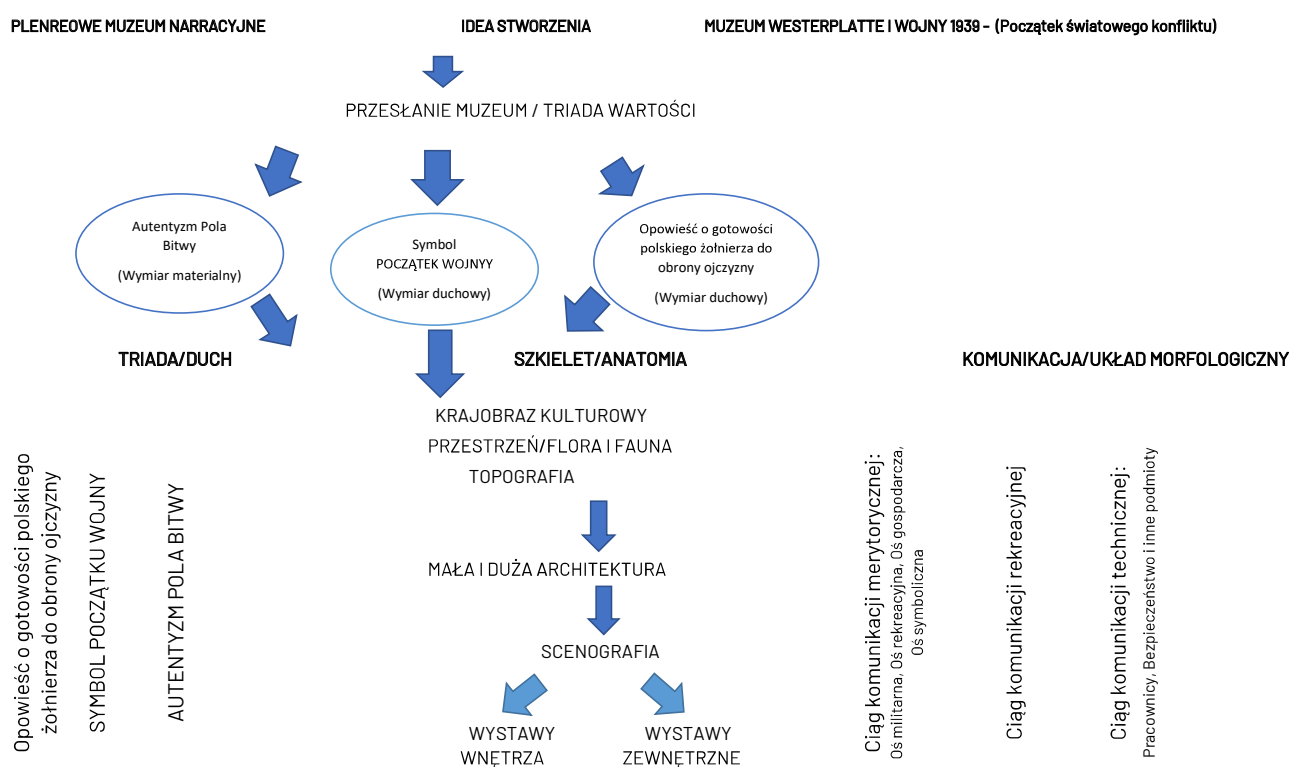 PLENREOWE MUZEUM NARRACYJNE
IDEA STWORZENIA
MUZEUM WESTERPLATTE I WOJNY 1939 - (Początek światowego konfliktu)
PRZESŁANIE MUZEUM / TRIADA WARTOŚCI
Autentyzm Pola
Bitwy
(Wymiar materialny)
Symbol
POCZĄTEK WOJNYY
(Wymiar duchowy)
Opowieść o gotowości
polskiego żołnierza do
obrony ojczyzny
(Wymiar duchowy)
TRIADA/DUCH
SZKIELET/ANATOMIA
KOMUNIKACJA/UKŁAD MORFOLOGICZNY
Opowieść o gotowości polskiego
żołnierza do obrony ojczyzny
SYMBOL POCZĄTKU WOJNY
AUTENTYZM POLA BITWY
KRAJOBRAZ KULTUROWY
PRZESTRZEŃ/FLORA I FAUNA
TOPOGRAFIA
MAŁA I DUŻA ARCHITEKTURA
SCENOGRAFIA
WYSTAWY
WNĘTRZA
WYSTAWY
ZEWNĘTRZNE
Ciąg komunikacji merytorycznej:
Oś militarna, Oś rekreacyjna, Oś gospodarcza,
Oś symboliczna
Ciąg komunikacji rekreacyjnej
Ciąg komunikacji technicznej:
Pracownicy, Bezpieczeństwo i inne podmioty